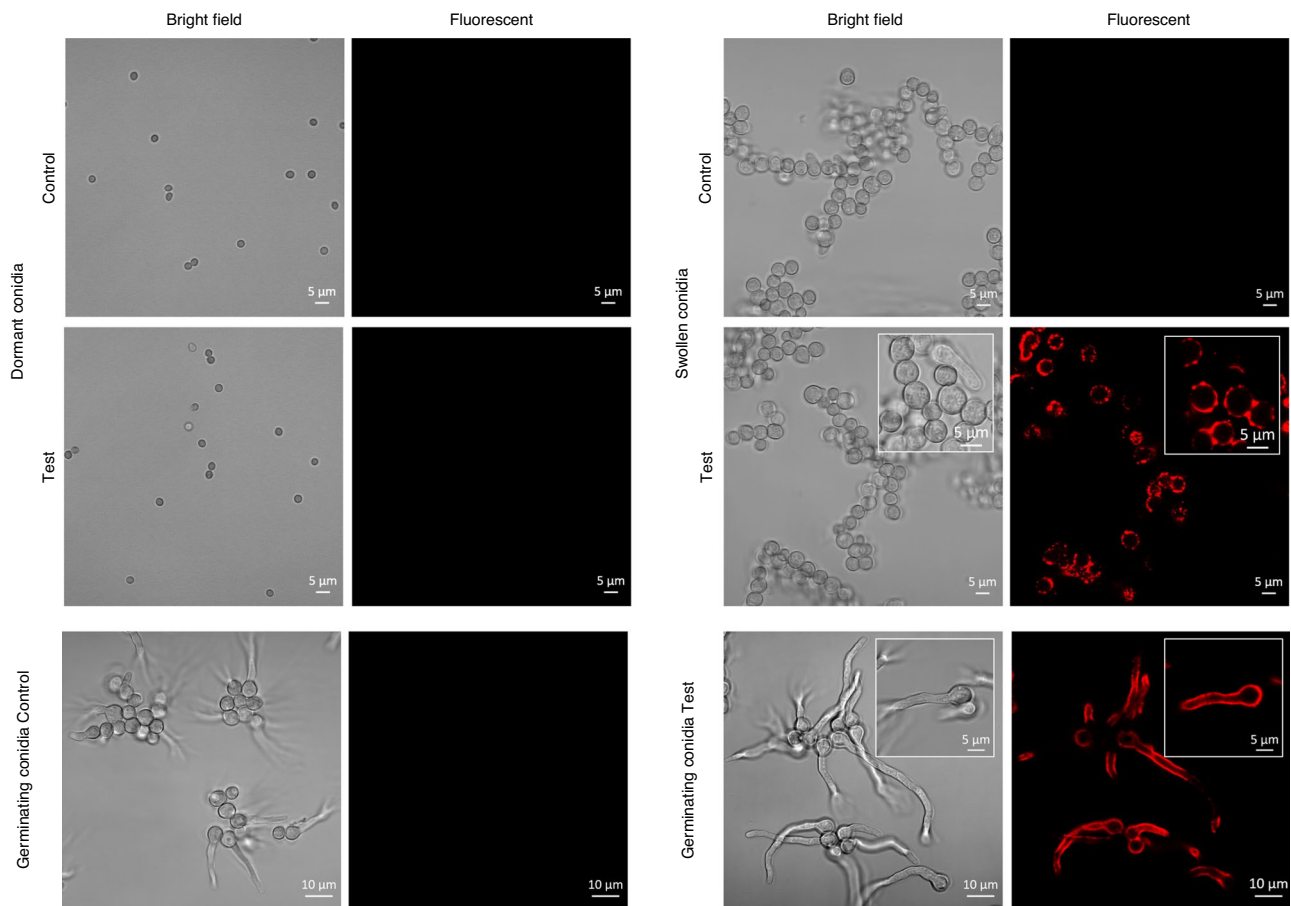 Bright field
Fluorescent
Bright field
Fluorescent
Dormant conidia
Control
5 µm
5 µm
Swollen conidia
Control
5 µm
5 µm
Test
5 µm
5 µm
Test
5 µm
5 µm
5 µm
5 µm
Germinating conidia Control
10 µm
10 µm
Germinating conidia Test
5 µm
10 µm
5 µm
10 µm